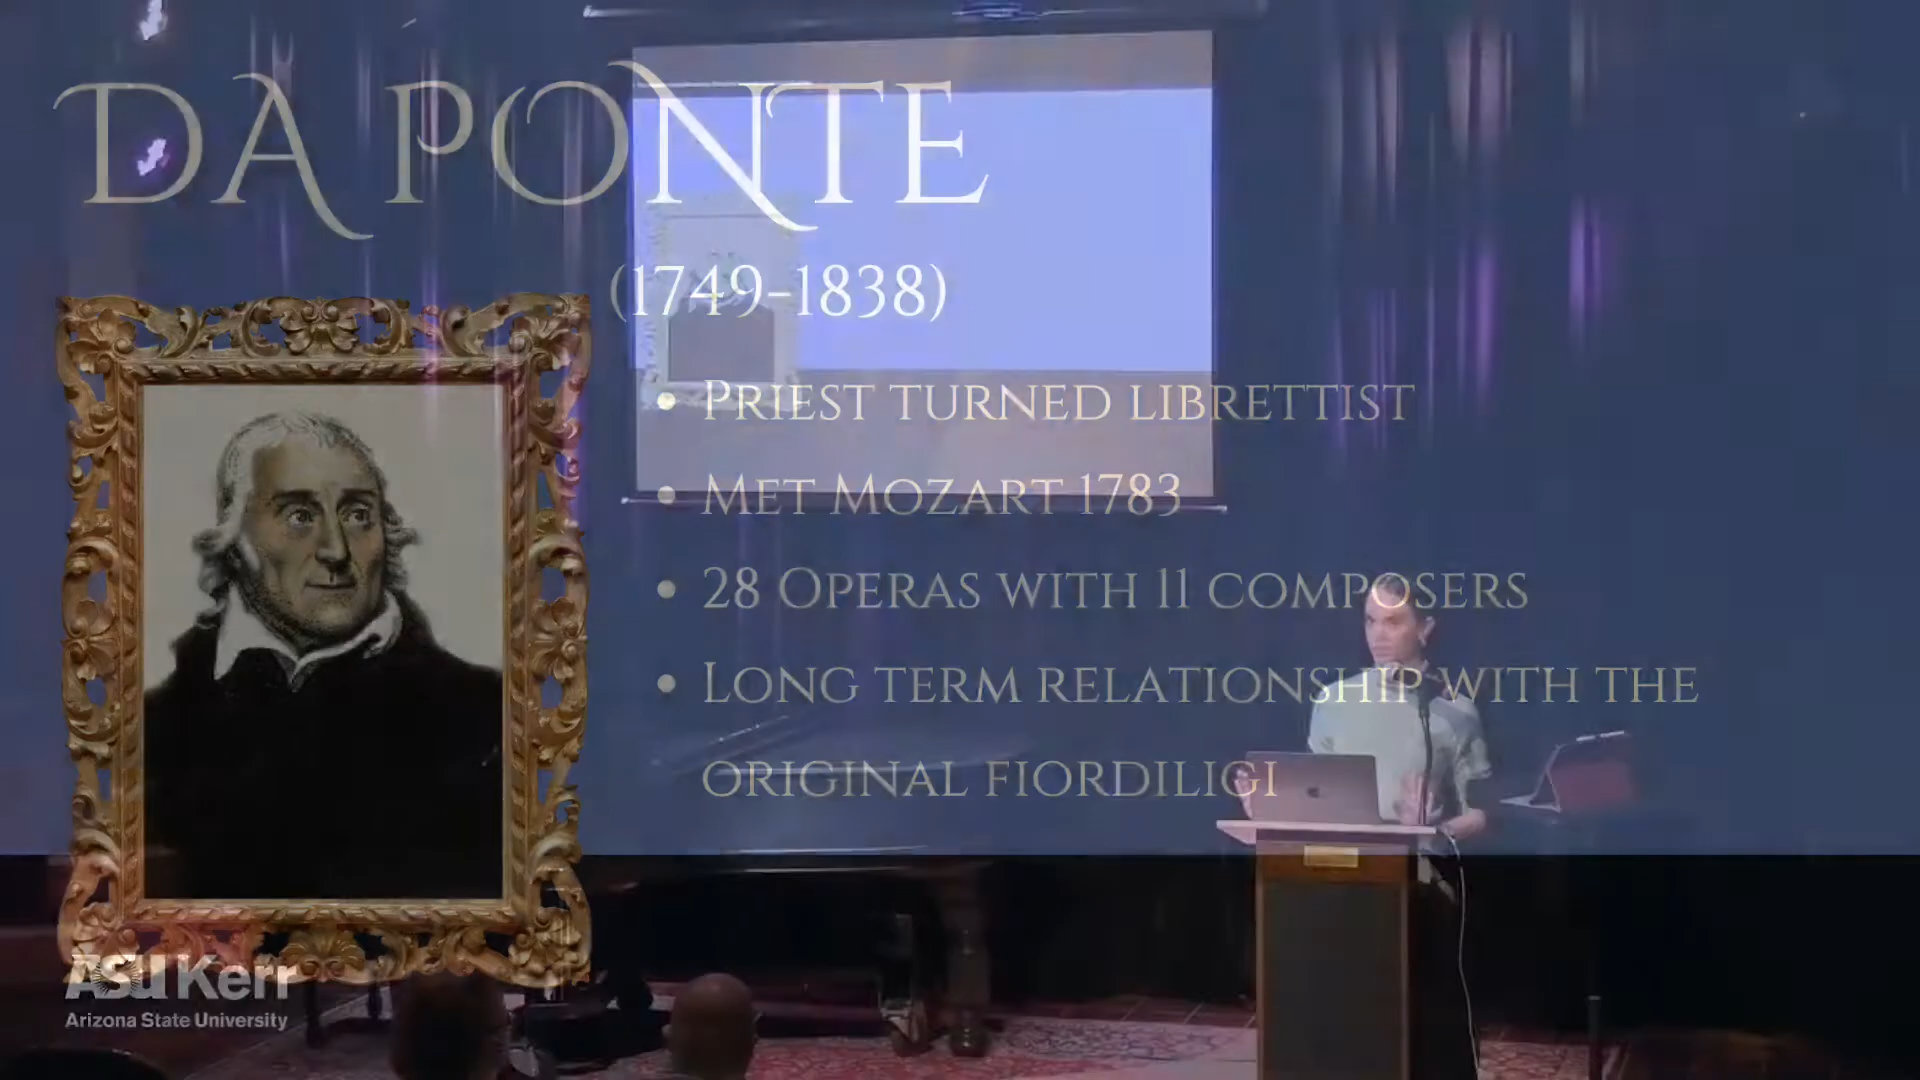 DA PONTE
(1749-1838)
• PRIEST TURNED LIBRETTIST
• MET MOZART 1783
• 28 OPERAS WITH 11 COMPOSERS
• LONG TERM RELATIONSHIP WITH THE
ORIGINAL FIORDILIGI
ASU Kerr
Arizona State University